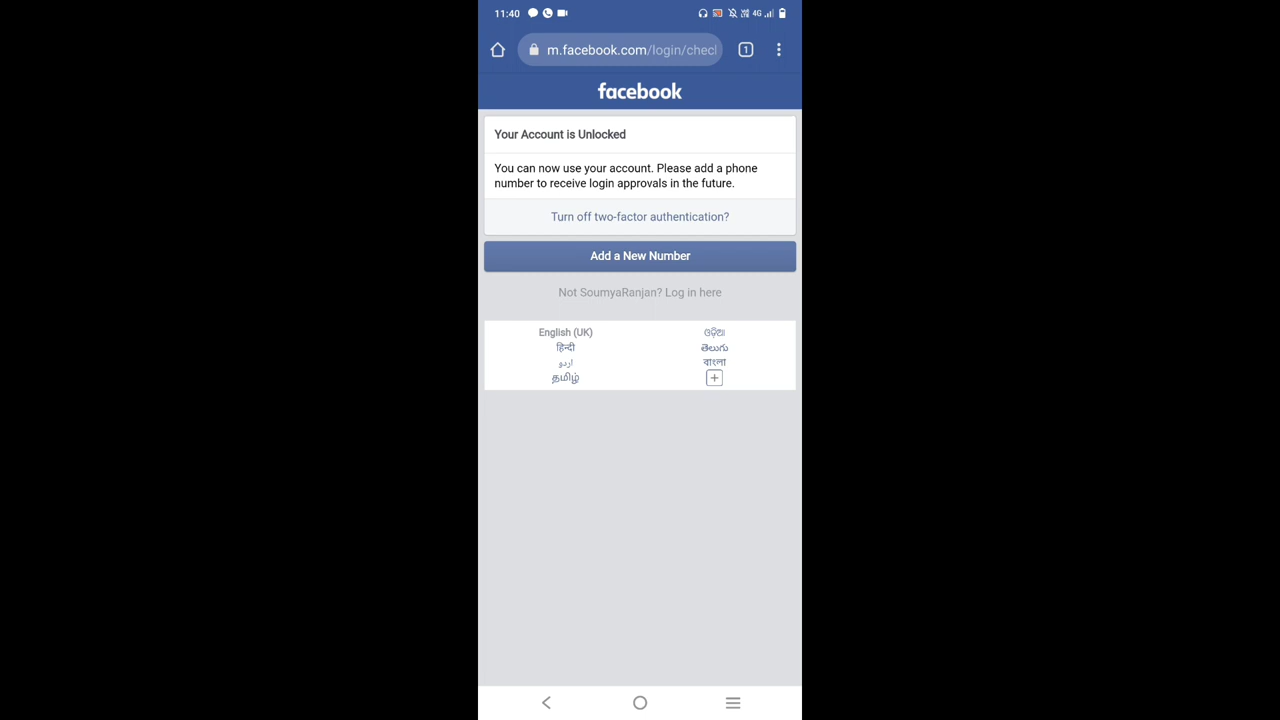 11:40 4G
m.facebook.com/login/checl
1
facebook
Your Account is Unlocked
You can now use your account. Please add a phone
number to receive login approvals in the future.
Turn off two-factor authentication?
Add a New Number
Not SoumyaRanjan? Log in here
English (UK) ଓଡ଼ିଆ
हिन्दी తెలుగు
اردو বাংলা
தமிழ்